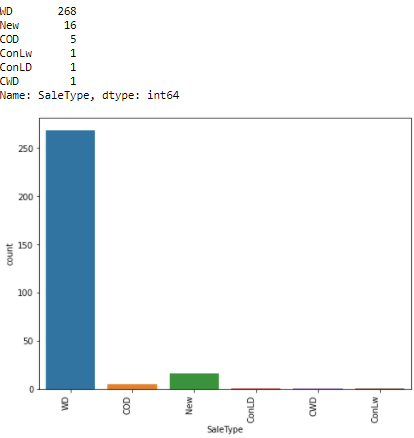 WD 268
New 16
COD 5
ConLw 1
ConLD 1
CWD 1
Name: SaleType, dtype: int64
250
200
150
100
50
0
count
WD COD New ConLD CWD ConLw
SaleType